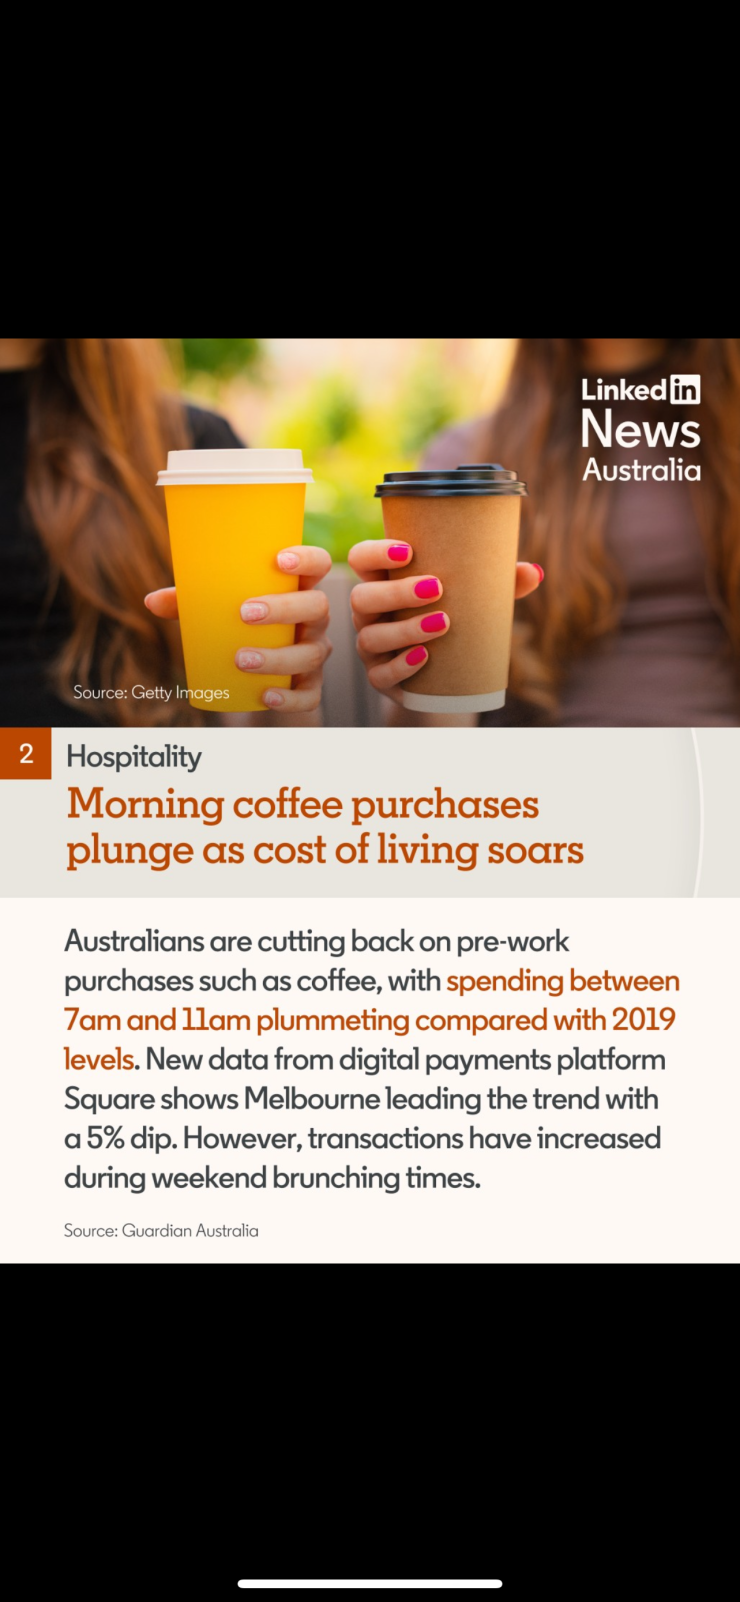 Linked in
News
Australia
Source: Getty Images
2
Hospitality
Morning coffee purchases
plunge as cost of living soars
Australians are cutting back on pre-work
purchases such as coffee, with spending between
7am and 11am plummeting compared with 2019
levels. New data from digital payments platform
Square shows Melbourne leading the trend with
a 5% dip. However, transactions have increased
during weekend brunching times.
Source: Guardian Australia